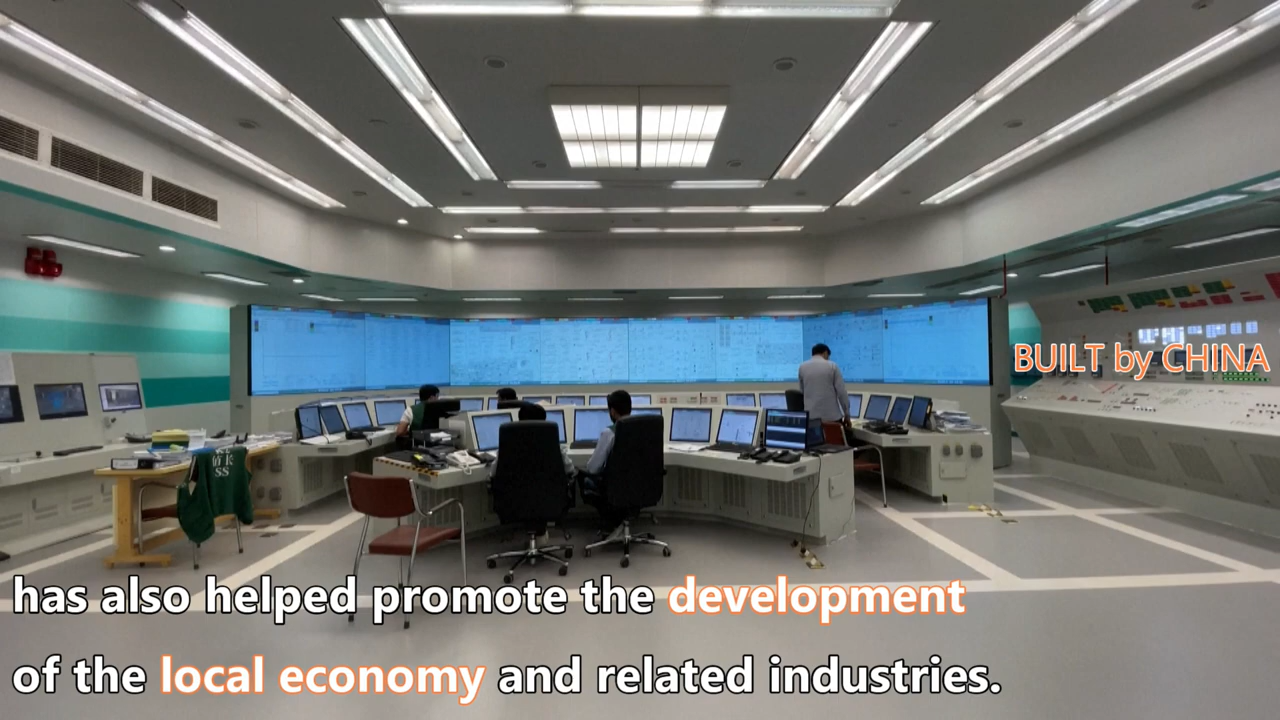 BUILT by CHINA
has also helped promote the development
of the local economy and related industries.